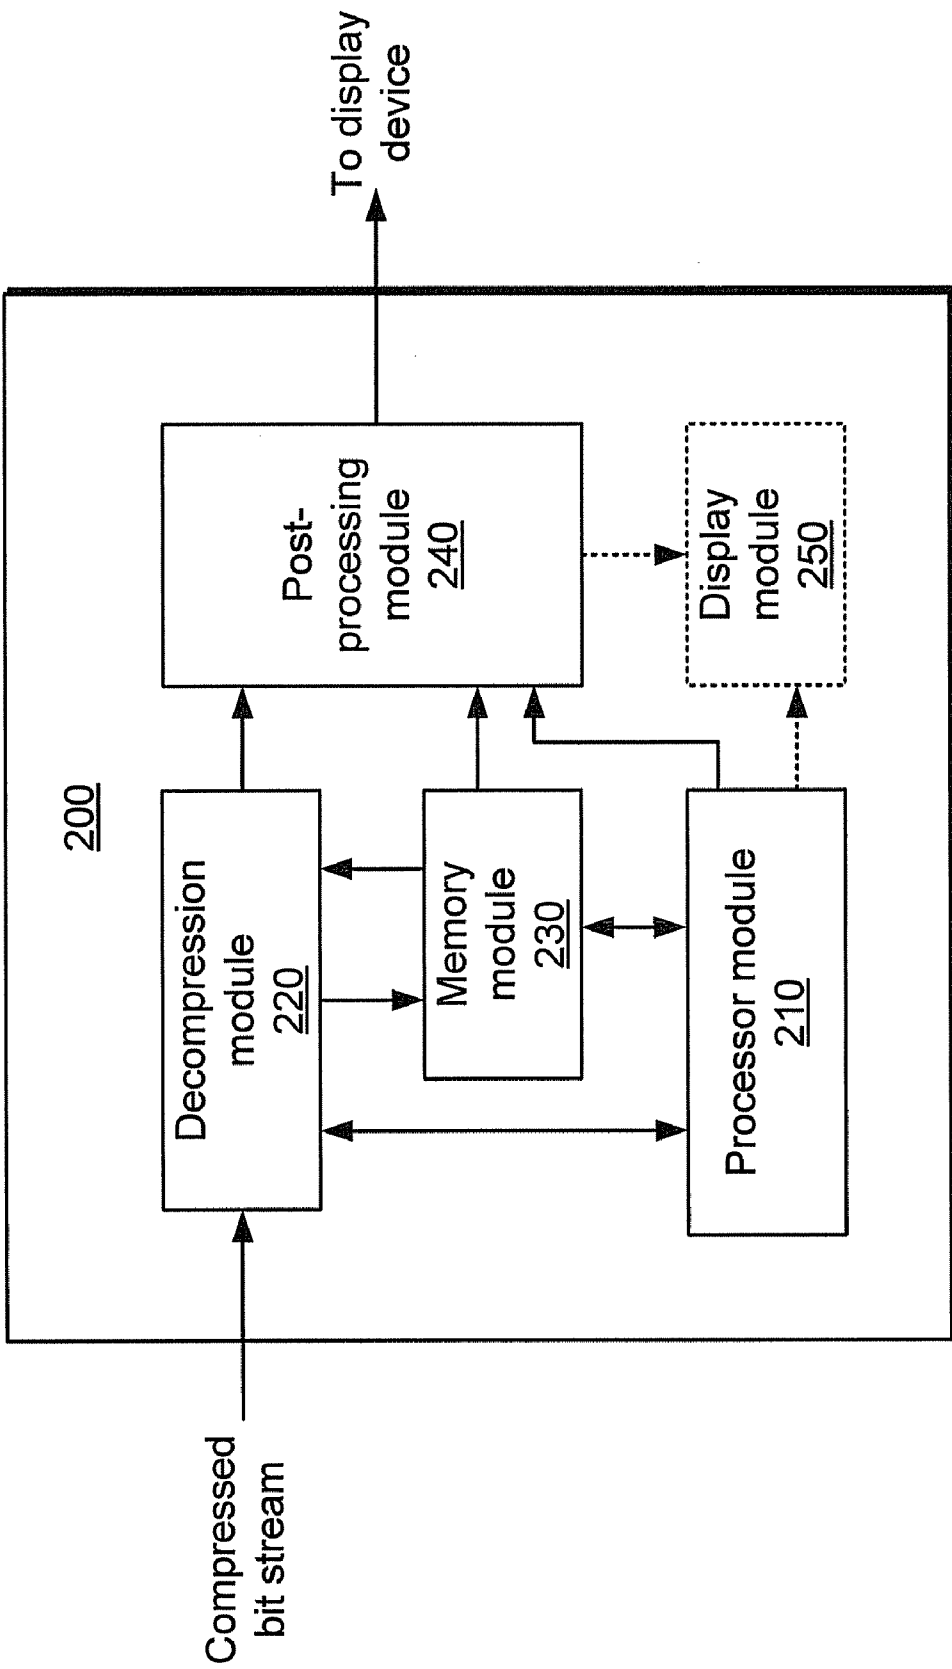 200
Compressed
bit stream
Decompression
module
220
Memory
module
230
Processor module
210
Post-
processing
module
240
Display
module
250
To display
device